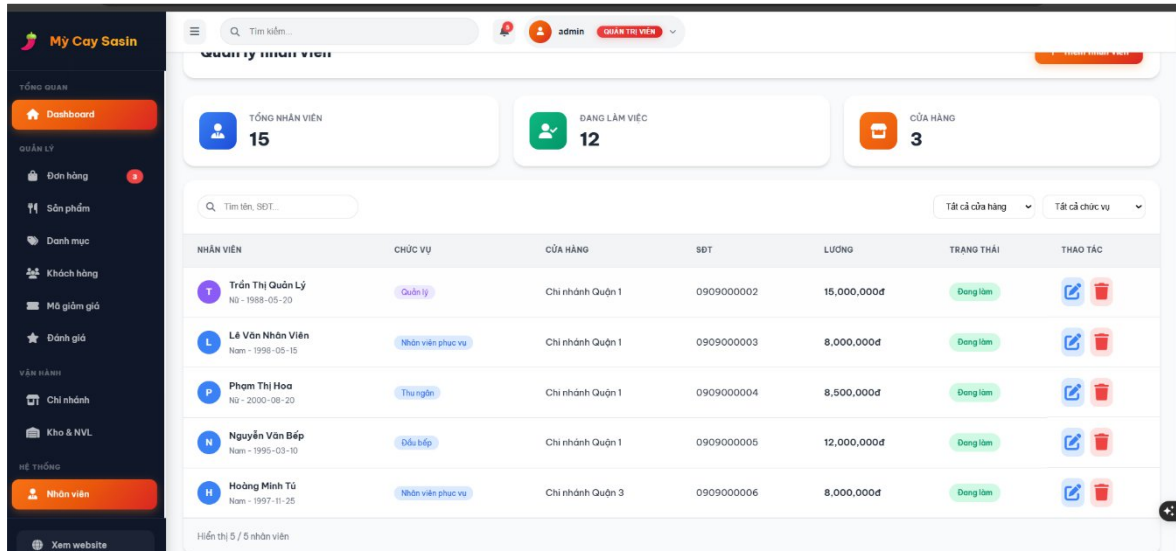 Mỳ Cay Sasin
Tìm kiếm...
5
admin
QUẢN TRỊ VIÊN
Quản lý nhân viên
Thêm nhân viên
TỔNG QUAN
Dashboard
QUẢN LÝ
Đơn hàng 3
Sản phẩm
Danh mục
Khách hàng
Mã giảm giá
Đánh giá
VẬN HÀNH
Chi nhánh
Kho & NVL
HỆ THỐNG
Nhân viên
Xem website
TỔNG NHÂN VIÊN
15
ĐANG LÀM VIỆC
12
CỬA HÀNG
3
Tìm tên, SĐT...
Tất cả cửa hàng
Tất cả chức vụ
NHÂN VIÊN CHỨC VỤ CỬA HÀNG SĐT LƯƠNG TRẠNG THÁI THAO TÁC
T Trần Thị Quản Lý Quản lý Chi nhánh Quận 1 0909000002 15,000,000đ Đang làm
Nữ - 1988-05-20
L Lê Văn Nhân Viên Nhân viên phục vụ Chi nhánh Quận 1 0909000003 8,000,000đ Đang làm
Nam - 1998-05-15
P Phạm Thị Hoa Thu ngân Chi nhánh Quận 1 0909000004 8,500,000đ Đang làm
Nữ - 2000-08-20
N Nguyễn Văn Bếp Đầu bếp Chi nhánh Quận 1 0909000005 12,000,000đ Đang làm
Nam - 1995-03-10
H Hoàng Minh Tú Nhân viên phục vụ Chi nhánh Quận 3 0909000006 8,000,000đ Đang làm
Nam - 1997-11-25
Hiển thị 5 / 5 nhân viên